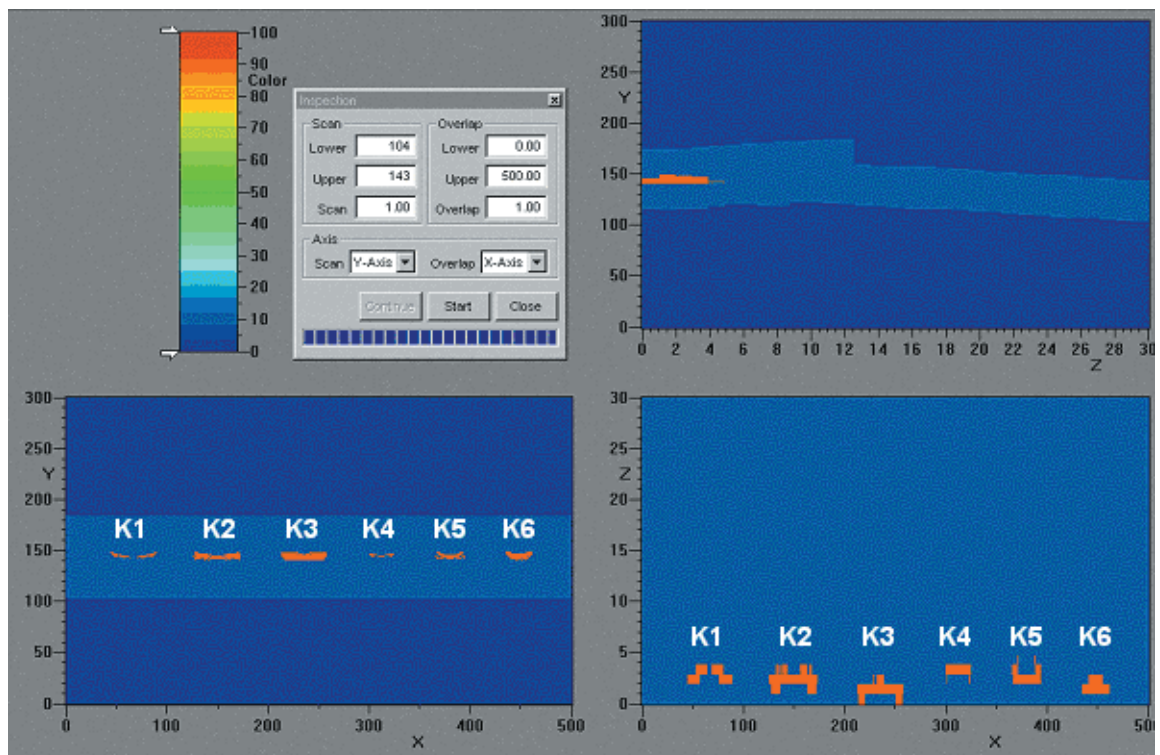 100
90
Color
80
70
60
50
40
30
20
10
0
Inspection
Scan
Overlap
Lower 104
Lower 0.00
Upper 143
Upper 500.00
Scan 1.00
Overlap 1.00
Axis
Scan Y-Axis
Overlap X-Axis
Continue
Start
Close
300
250
Y
200
150
100
50
0
0 2 4 6 8 10 12 14 16 18 20 22 24 26 28 30
Z
300
250
Y
200
150
100
50
0
K1 K2 K3 K4 K5 K6
0 100 200 300 400 500
X
30
25
Z
20
15
10
5
0
K1 K2 K3 K4 K5 K6
0 100 200 300 400 500
X